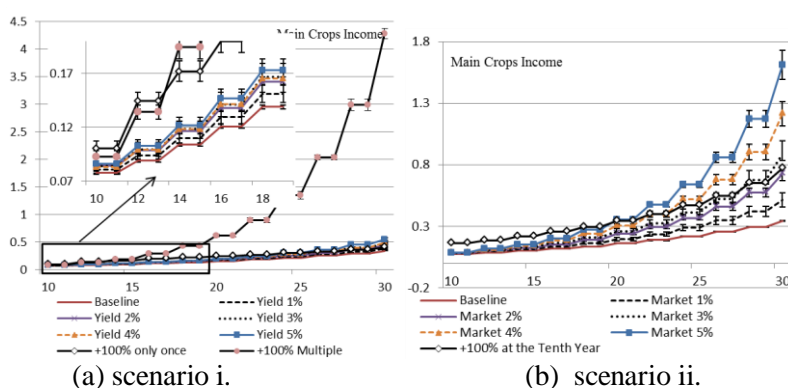 Main Crops Income
4.5
4
3.5
3
2.5
2
1.5
1
0.5
0
0.17
0.12
0.07
10 12 14 16 18
10 15 20 25 30
Baseline Yield 1%
Yield 2% Yield 3%
Yield 4% Yield 5%
+100% only once +100% Multiple
(a) scenario i.
Main Crops Income
1.8
1.3
0.8
0.3
-0.2
10 15 20 25 30
Baseline Market 1%
Market 2% Market 3%
Market 4% Market 5%
+100% at the Tenth Year
(b) scenario ii.